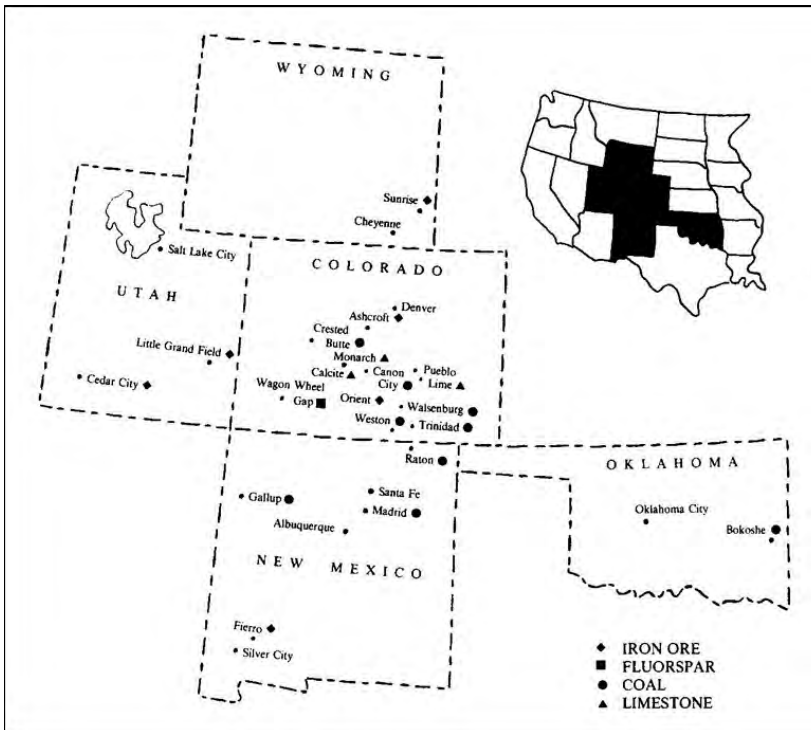 WYOMING
Sunrise
Cheyenne
Salt Lake City
COLORADO
UTAH
Denver
Ashcroft
Crested
Butte
Little Grand Field
Monarch
Pueblo
Calcite
Canon
City
Lime
Cedar City
Wagon Wheel
Gap
Orient
Walsenburg
Weston
Trinidad
Raton
OKLAHOMA
Gallup
Santa Fe
Madrid
Oklahoma City
Albuquerque
Bokoshe
NEW MEXICO
Fierro
Silver City
IRON ORE
FLUORSPAR
COAL
LIMESTONE